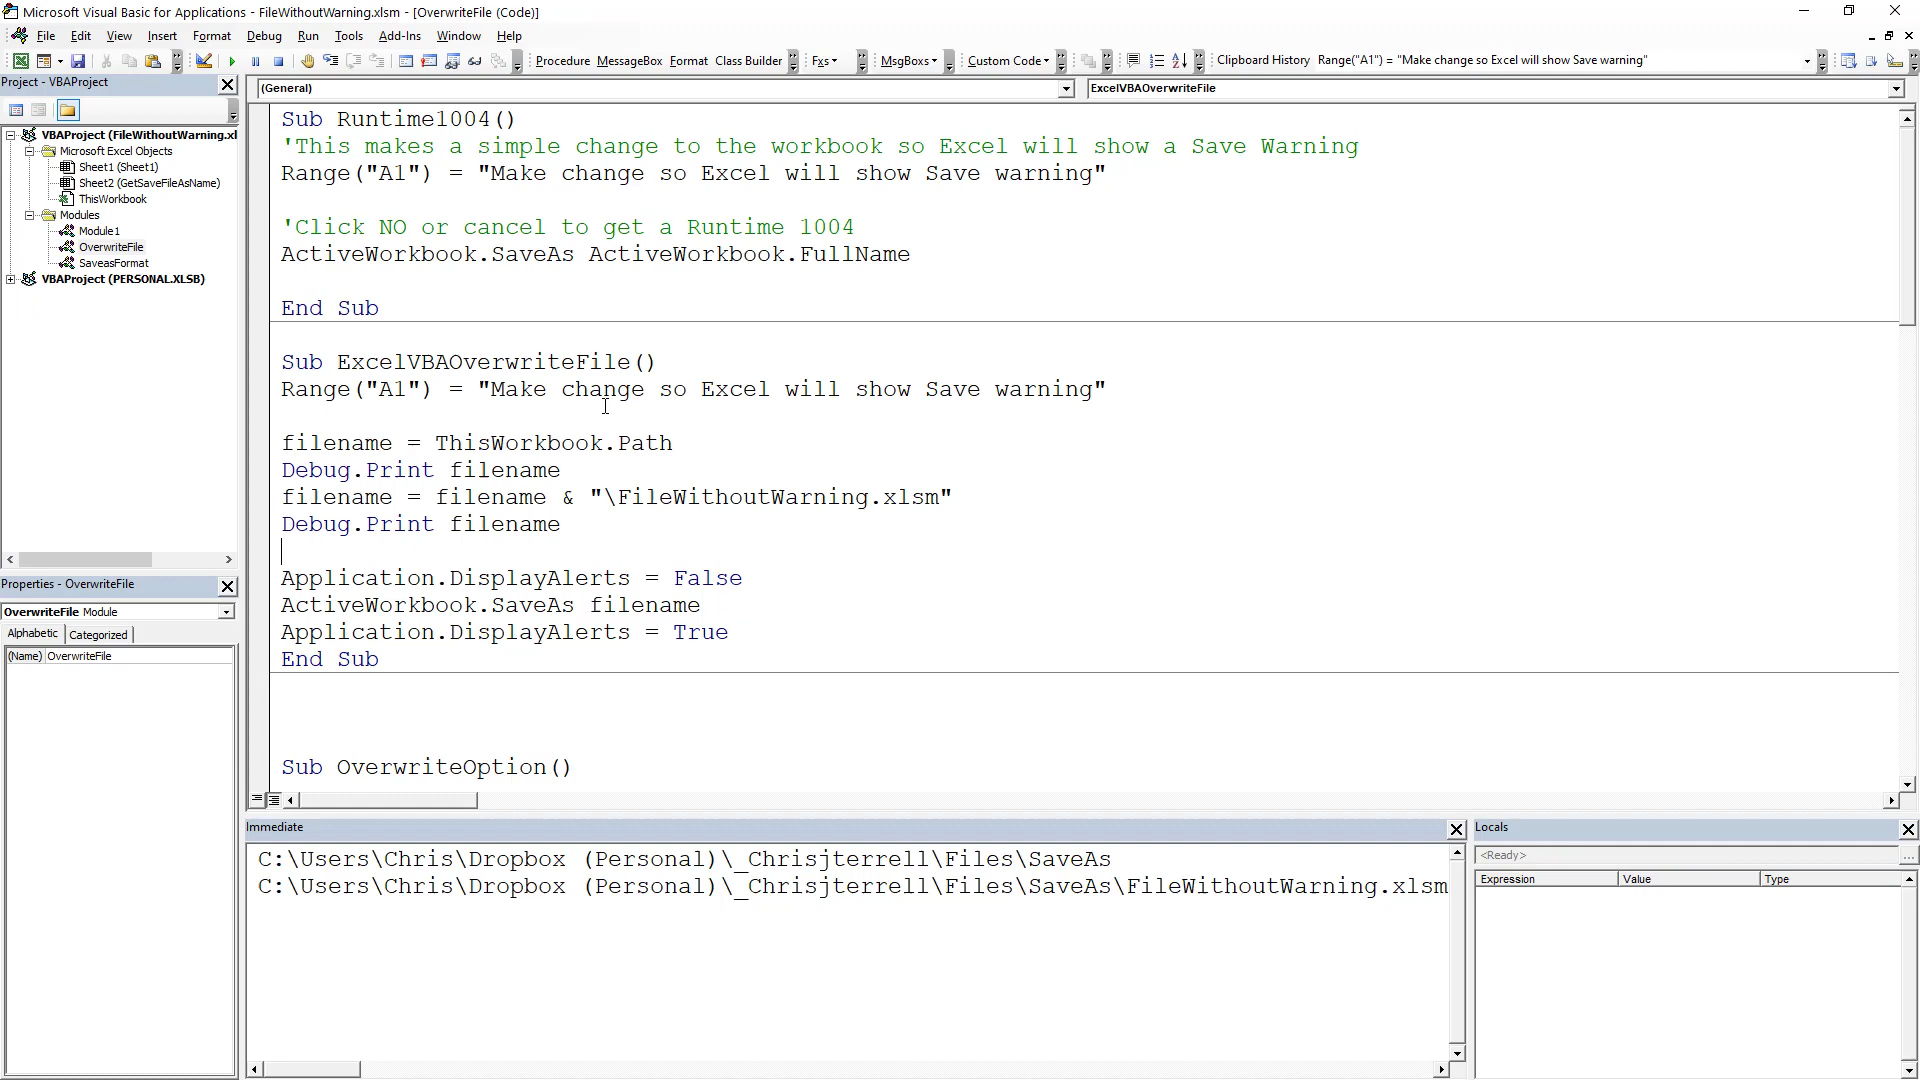 Microsoft Visual Basic for Applications - FileWithoutWarning.xlsm - [OverwriteFile (Code)]
File Edit View Insert Format Debug Run Tools Add-Ins Window Help
Procedure MessageBox Format Class Builder Fxs MsgBoxs Custom Code Clipboard History Range("A1") = "Make change so Excel will show Save warning"
Project - VBAProject
VBAProject (FileWithoutWarning.xl
Microsoft Excel Objects
Sheet1 (Sheet1)
Sheet2 (GetSaveFileAsName)
ThisWorkbook
Modules
Module1
OverwriteFile
SaveasFormat
VBAProject (PERSONAL.XLSB)
Properties - OverwriteFile
OverwriteFile Module
Alphabetic Categorized
(Name) OverwriteFile
(General) ExcelVBAOverwriteFile
Sub Runtime1004()
'This makes a simple change to the workbook so Excel will show a Save Warning
Range("A1") = "Make change so Excel will show Save warning"
'Click NO or cancel to get a Runtime 1004
ActiveWorkbook.SaveAs ActiveWorkbook.FullName
End Sub
Sub ExcelVBAOverwriteFile()
Range("A1") = "Make change so Excel will show Save warning"
filename = ThisWorkbook.Path
Debug.Print filename
filename = filename & "\FileWithoutWarning.xlsm"
Debug.Print filename
Application.DisplayAlerts = False
ActiveWorkbook.SaveAs filename
Application.DisplayAlerts = True
End Sub
Sub OverwriteOption()
Immediate
C:\Users\Chris\Dropbox (Personal)\_Chrisjterrell\Files\SaveAs
C:\Users\Chris\Dropbox (Personal)\_Chrisjterrell\Files\SaveAs\FileWithoutWarning.xlsm
Locals
<Ready>
Expression Value Type